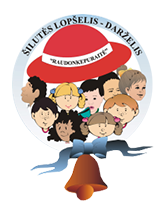 ŠILUTĖS LOPŠELIS - DARŽELIS
"RAUDONKEPURAITĖ"